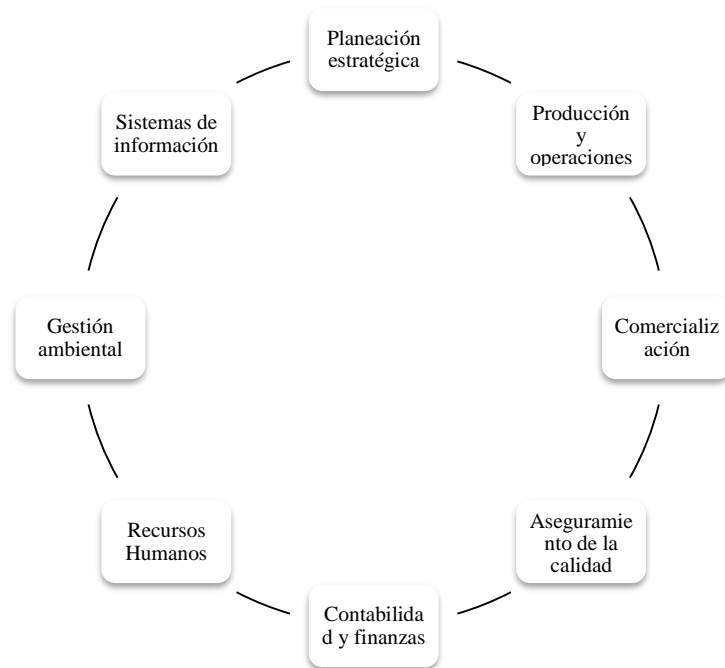 Planeación
estratégica
Producción
y
operaciones
Comercializ
ación
Aseguramie
nto de la
calidad
Contabilida
d y finanzas
Recursos
Humanos
Gestión
ambiental
Sistemas de
información